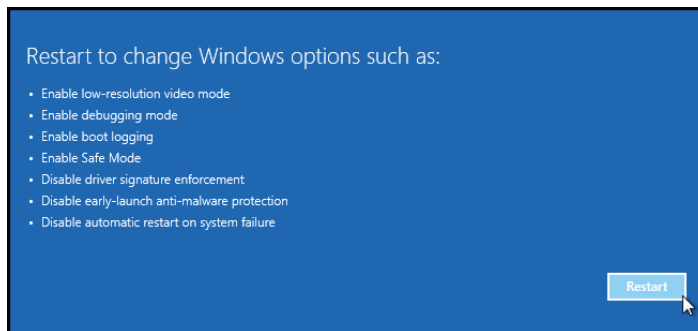 Restart to change Windows options such as:
• Enable low-resolution video mode
• Enable debugging mode
• Enable boot logging
• Enable Safe Mode
• Disable driver signature enforcement
• Disable early-launch anti-malware protection
• Disable automatic restart on system failure
Restart